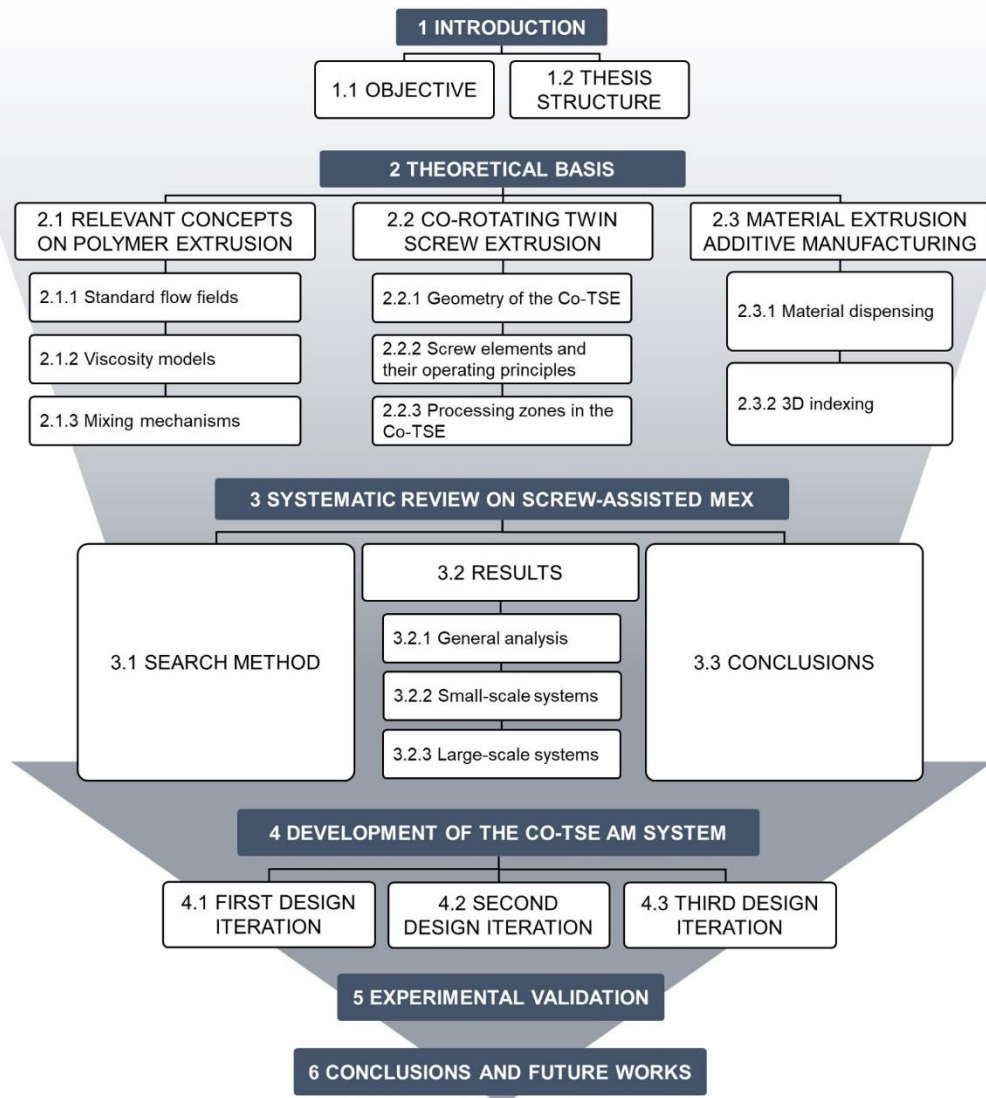 1 INTRODUCTION
1.1 OBJECTIVE
1.2 THESIS
STRUCTURE
2 THEORETICAL BASIS
2.1 RELEVANT CONCEPTS
ON POLYMER EXTRUSION
2.1.1 Standard flow fields
2.1.2 Viscosity models
2.1.3 Mixing mechanisms
2.2 CO-ROTATING TWIN
SCREW EXTRUSION
2.2.1 Geometry of the Co-TSE
2.2.2 Screw elements and
their operating principles
2.2.3 Processing zones in the
Co-TSE
2.3 MATERIAL EXTRUSION
ADDITIVE MANUFACTURING
2.3.1 Material dispensing
2.3.2 3D indexing
3 SYSTEMATIC REVIEW ON SCREW-ASSISTED MEX
3.1 SEARCH METHOD
3.2 RESULTS
3.2.1 General analysis
3.2.2 Small-scale systems
3.2.3 Large-scale systems
3.3 CONCLUSIONS
4 DEVELOPMENT OF THE CO-TSE AM SYSTEM
4.1 FIRST DESIGN
ITERATION
4.2 SECOND
DESIGN ITERATION
4.3 THIRD DESIGN
ITERATION
5 EXPERIMENTAL VALIDATION
6 CONCLUSIONS AND FUTURE WORKS